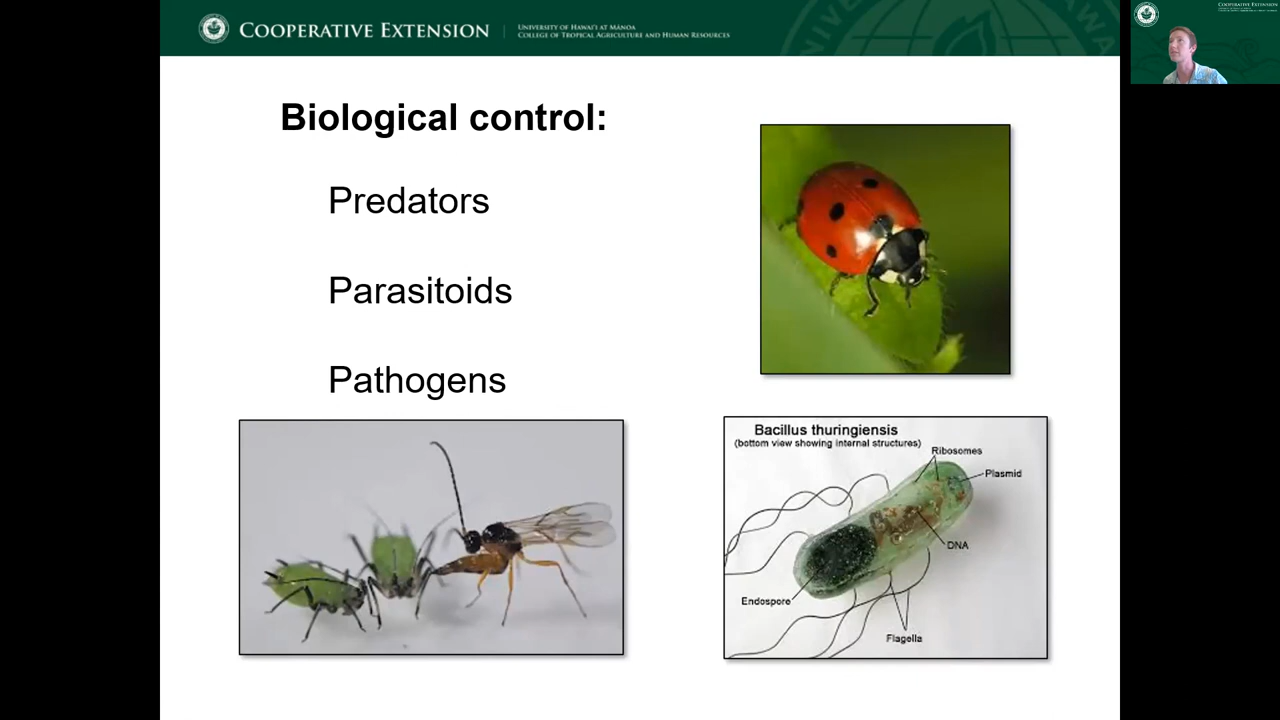 COOPERATIVE EXTENSION
UNIVERSITY OF HAWAI'I AT MĀNOA
COLLEGE OF TROPICAL AGRICULTURE AND HUMAN RESOURCES
Biological control:
Predators
Parasitoids
Pathogens
Bacillus thuringiensis
(bottom view showing internal structures)
Ribosomes
Plasmid
DNA
Endospore
Flagella
COOPERATIVE EXTENSION